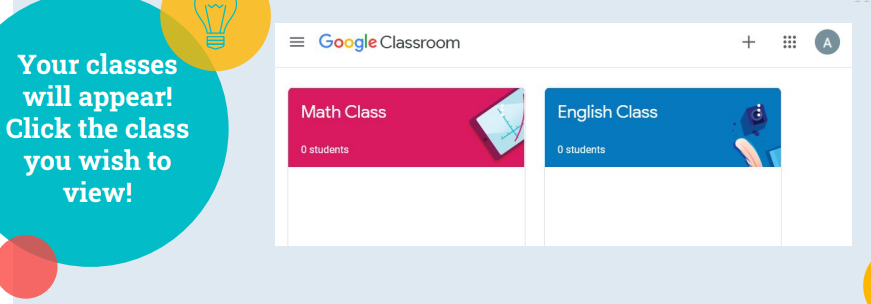 Your classes
will appear!
Click the class
you wish to
view!
Google Classroom
A
Math Class
0 students
English Class
0 students